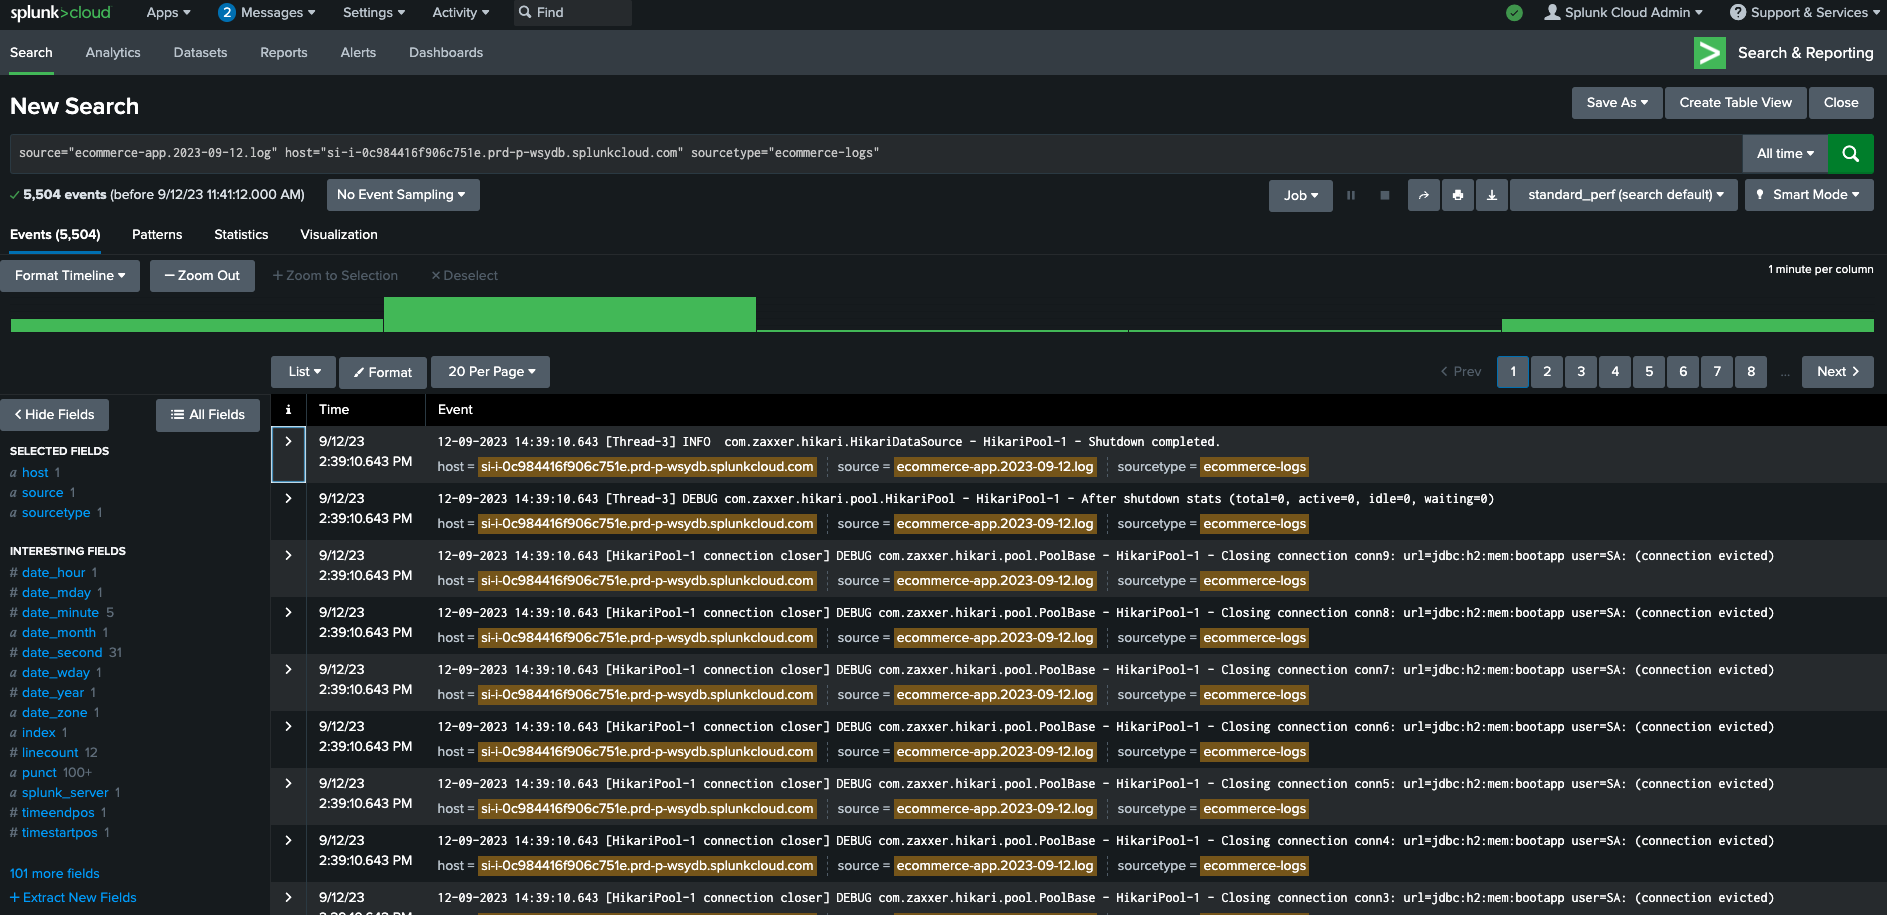 splunk>cloud Apps 2 Messages Settings Activity Find Splunk Cloud Admin ? Support & Services
Search Analytics Datasets Reports Alerts Dashboards > Search & Reporting
New Search Save As Create Table View Close
source="ecommerce-app.2023-09-12.log" host="si-i-0c984416f906c751e.prd-p-wsydb.splunkcloud.com" sourcetype="ecommerce-logs" All time
5,504 events (before 9/12/23 11:41:12.000 AM) No Event Sampling Job standard_perf (search default) Smart Mode
Events (5,504) Patterns Statistics Visualization
Format Timeline — Zoom Out + Zoom to Selection × Deselect 1 minute per column
List Format 20 Per Page < Prev 1 2 3 4 5 6 7 8 ... Next >
< Hide Fields All Fields i Time Event
SELECTED FIELDS
a host 1
a source 1
a sourcetype 1
INTERESTING FIELDS
# date_hour 1
# date_mday 1
# date_minute 5
a date_month 1
# date_second 31
a date_wday 1
# date_year 1
a date_zone 1
a index 1
# linecount 12
a punct 100+
a splunk_server 1
# timeendpos 1
# timestartpos 1
101 more fields
+ Extract New Fields
> 9/12/23 12-09-2023 14:39:10.643 [Thread-3] INFO com.zaxxer.hikari.HikariDataSource - HikariPool-1 - Shutdown completed.
2:39:10.643 PM host = si-i-0c984416f906c751e.prd-p-wsydb.splunkcloud.com source = ecommerce-app.2023-09-12.log sourcetype = ecommerce-logs
> 9/12/23 12-09-2023 14:39:10.643 [Thread-3] DEBUG com.zaxxer.hikari.pool.HikariPool - HikariPool-1 - After shutdown stats (total=0, active=0, idle=0, waiting=0)
2:39:10.643 PM host = si-i-0c984416f906c751e.prd-p-wsydb.splunkcloud.com source = ecommerce-app.2023-09-12.log sourcetype = ecommerce-logs
> 9/12/23 12-09-2023 14:39:10.643 [HikariPool-1 connection closer] DEBUG com.zaxxer.hikari.pool.PoolBase - HikariPool-1 - Closing connection conn9: url=jdbc:h2:mem:bootapp user=SA: (connection evicted)
2:39:10.643 PM host = si-i-0c984416f906c751e.prd-p-wsydb.splunkcloud.com source = ecommerce-app.2023-09-12.log sourcetype = ecommerce-logs
> 9/12/23 12-09-2023 14:39:10.643 [HikariPool-1 connection closer] DEBUG com.zaxxer.hikari.pool.PoolBase - HikariPool-1 - Closing connection conn8: url=jdbc:h2:mem:bootapp user=SA: (connection evicted)
2:39:10.643 PM host = si-i-0c984416f906c751e.prd-p-wsydb.splunkcloud.com source = ecommerce-app.2023-09-12.log sourcetype = ecommerce-logs
> 9/12/23 12-09-2023 14:39:10.643 [HikariPool-1 connection closer] DEBUG com.zaxxer.hikari.pool.PoolBase - HikariPool-1 - Closing connection conn7: url=jdbc:h2:mem:bootapp user=SA: (connection evicted)
2:39:10.643 PM host = si-i-0c984416f906c751e.prd-p-wsydb.splunkcloud.com source = ecommerce-app.2023-09-12.log sourcetype = ecommerce-logs
> 9/12/23 12-09-2023 14:39:10.643 [HikariPool-1 connection closer] DEBUG com.zaxxer.hikari.pool.PoolBase - HikariPool-1 - Closing connection conn6: url=jdbc:h2:mem:bootapp user=SA: (connection evicted)
2:39:10.643 PM host = si-i-0c984416f906c751e.prd-p-wsydb.splunkcloud.com source = ecommerce-app.2023-09-12.log sourcetype = ecommerce-logs
> 9/12/23 12-09-2023 14:39:10.643 [HikariPool-1 connection closer] DEBUG com.zaxxer.hikari.pool.PoolBase - HikariPool-1 - Closing connection conn5: url=jdbc:h2:mem:bootapp user=SA: (connection evicted)
2:39:10.643 PM host = si-i-0c984416f906c751e.prd-p-wsydb.splunkcloud.com source = ecommerce-app.2023-09-12.log sourcetype = ecommerce-logs
> 9/12/23 12-09-2023 14:39:10.643 [HikariPool-1 connection closer] DEBUG com.zaxxer.hikari.pool.PoolBase - HikariPool-1 - Closing connection conn4: url=jdbc:h2:mem:bootapp user=SA: (connection evicted)
2:39:10.643 PM host = si-i-0c984416f906c751e.prd-p-wsydb.splunkcloud.com source = ecommerce-app.2023-09-12.log sourcetype = ecommerce-logs
> 9/12/23 12-09-2023 14:39:10.643 [HikariPool-1 connection closer] DEBUG com.zaxxer.hikari.pool.PoolBase - HikariPool-1 - Closing connection conn3: url=jdbc:h2:mem:bootapp user=SA: (connection evicted)